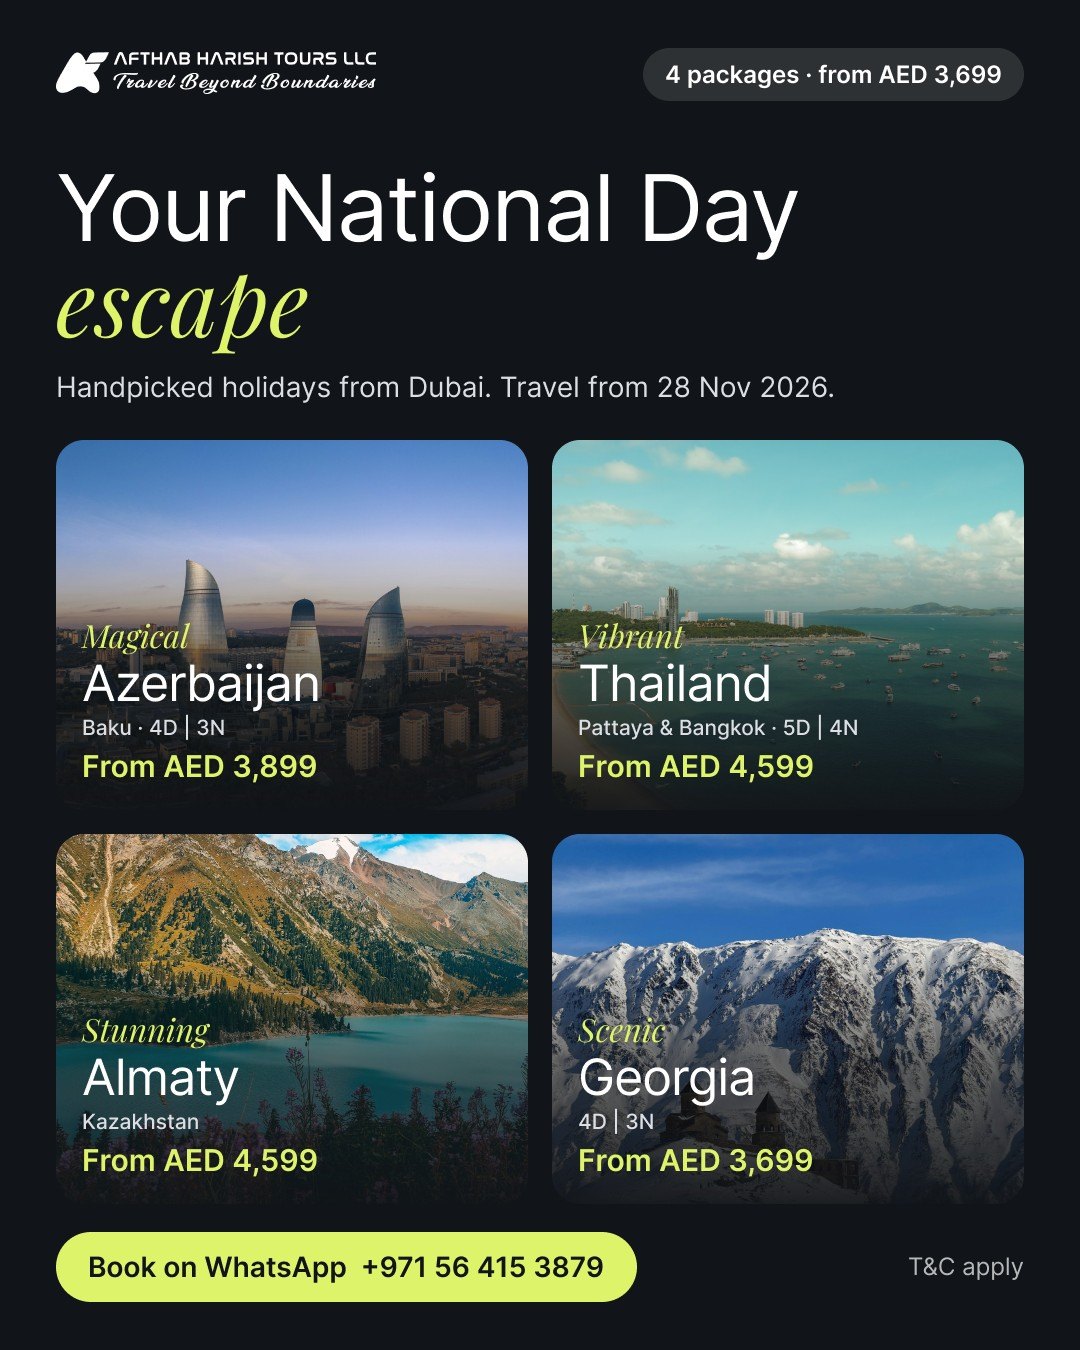 AFTHAB HARISH TOURS LLC
Travel Beyond Boundaries
4 packages · from AED 3,699
Your National Day
escape
Handpicked holidays from Dubai. Travel from 28 Nov 2026.
Magical
Azerbaijan
Baku · 4D | 3N
From AED 3,899
Vibrant
Thailand
Pattaya & Bangkok · 5D | 4N
From AED 4,599
Stunning
Almaty
Kazakhstan
From AED 4,599
Scenic
Georgia
4D | 3N
From AED 3,699
Book on WhatsApp +971 56 415 3879
T&C apply